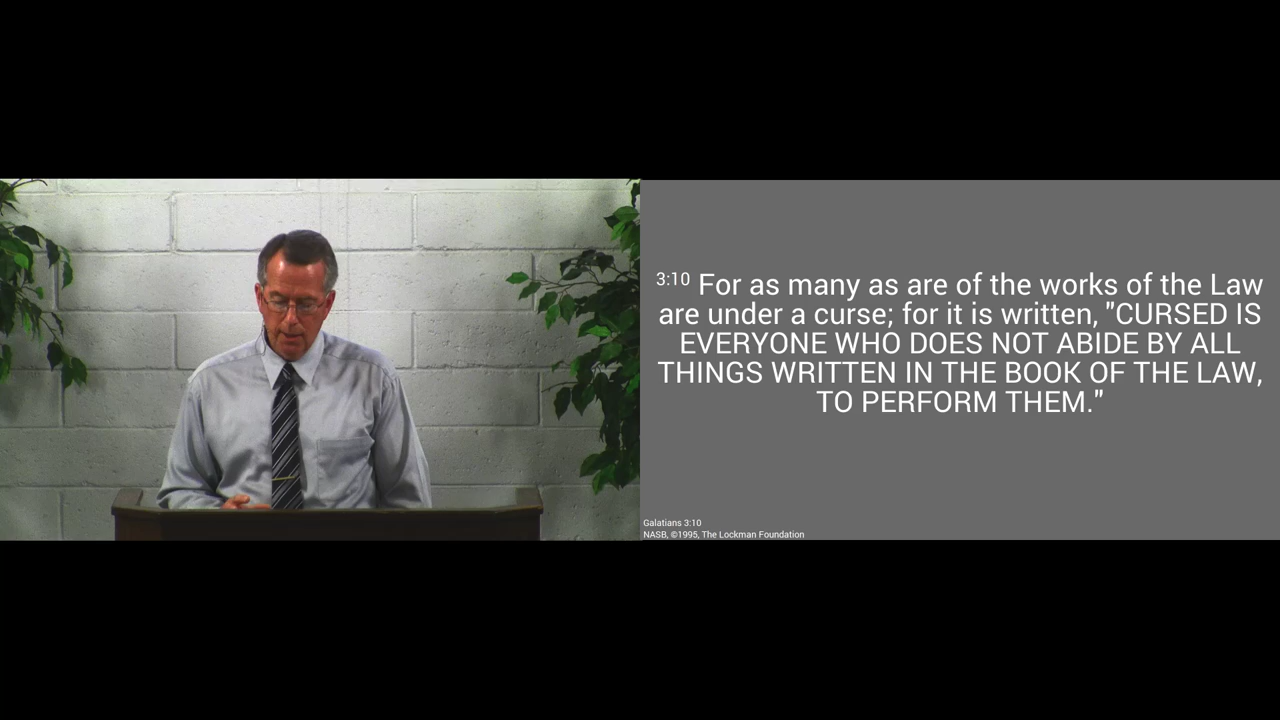 3:10 For as many as are of the works of the Law
are under a curse; for it is written, "CURSED IS
EVERYONE WHO DOES NOT ABIDE BY ALL
THINGS WRITTEN IN THE BOOK OF THE LAW,
TO PERFORM THEM."
Galatians 3:10
NASB, ©1995, The Lockman Foundation